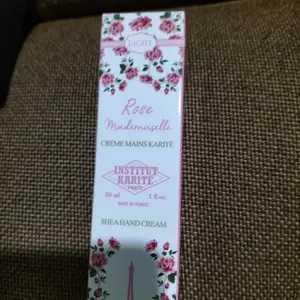 LIGHT
Rose
Mademoiselle
CRÈME MAINS KARITÉ
INSTITUT
KARITÉ
PARIS
30 ml 1 fl.oz.
MADE IN FRANCE
SHEA HAND CREAM